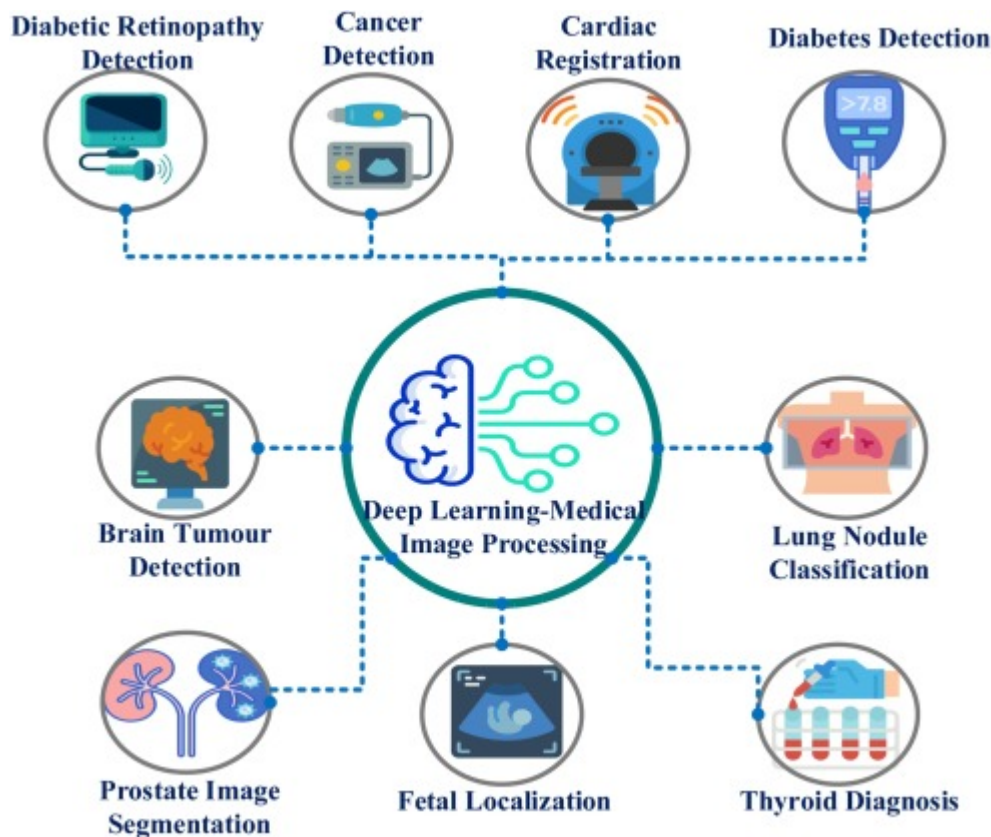 Diabetic Retinopathy
Detection
Cancer
Detection
Cardiac
Registration
Diabetes Detection
>7.8
Deep Learning-Medical
Image Processing
Brain Tumour
Detection
Lung Nodule
Classification
Prostate Image
Segmentation
Fetal Localization
Thyroid Diagnosis